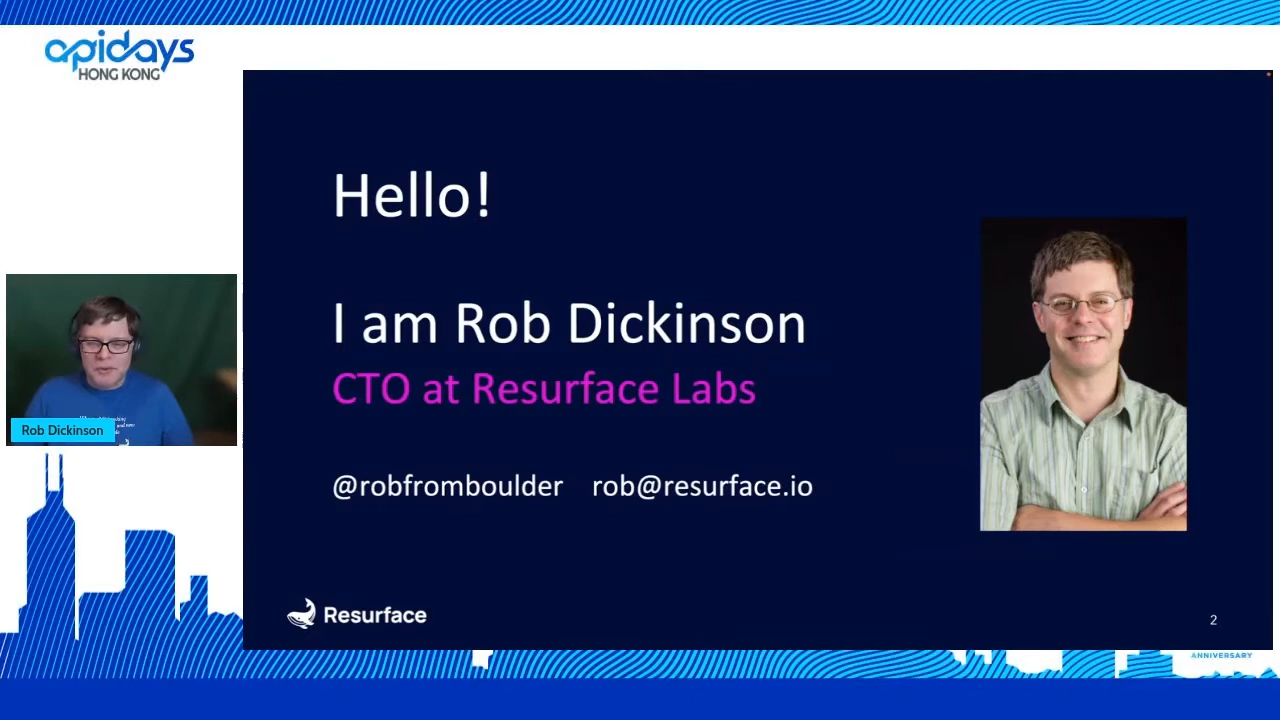 apidays
HONG KONG
Hello!
I am Rob Dickinson
CTO at Resurface Labs
@robfromboulder rob@resurface.io
Rob Dickinson
Resurface
2
ANNIVERSARY